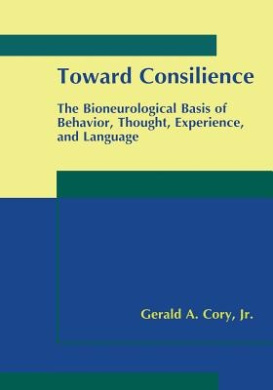 Toward Consilience
The Bioneurological Basis of
Behavior, Thought, Experience,
and Language
Gerald A. Cory, Jr.